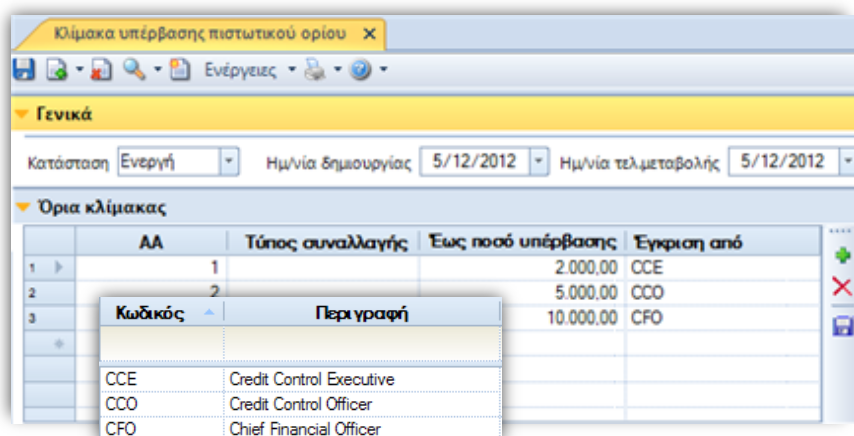 Κλίμακα υπέρβασης πιστωτικού ορίου
Ενέργειες
Γενικά
Κατάσταση Ενεργή Ημ/νία δημιουργίας 5/12/2012 Ημ/νία τελ.μεταβολής 5/12/2012
Όρια κλίμακας
ΑΑ Τύπος συναλλαγής Έως ποσό υπέρβασης Έγκριση από
1 1 2.000,00 CCE
2 2 5.000,00 CCO
3 10.000,00 CFO
Κωδικός Περιγραφή
CCE Credit Control Executive
CCO Credit Control Officer
CFO Chief Financial Officer